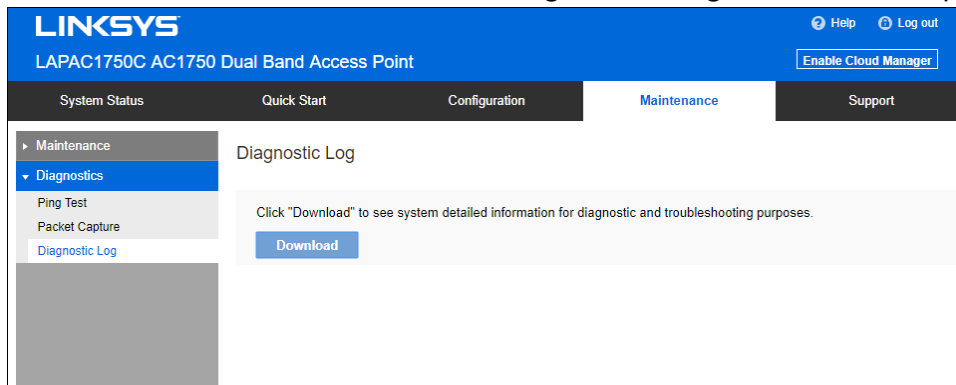 LINKSYS
Help Log out
LAPAC1750C AC1750 Dual Band Access Point
Enable Cloud Manager
System Status Quick Start Configuration Maintenance Support
Maintenance
Diagnostic Log
Diagnostics
Ping Test
Click "Download" to see system detailed information for diagnostic and troubleshooting purposes.
Packet Capture
Download
Diagnostic Log